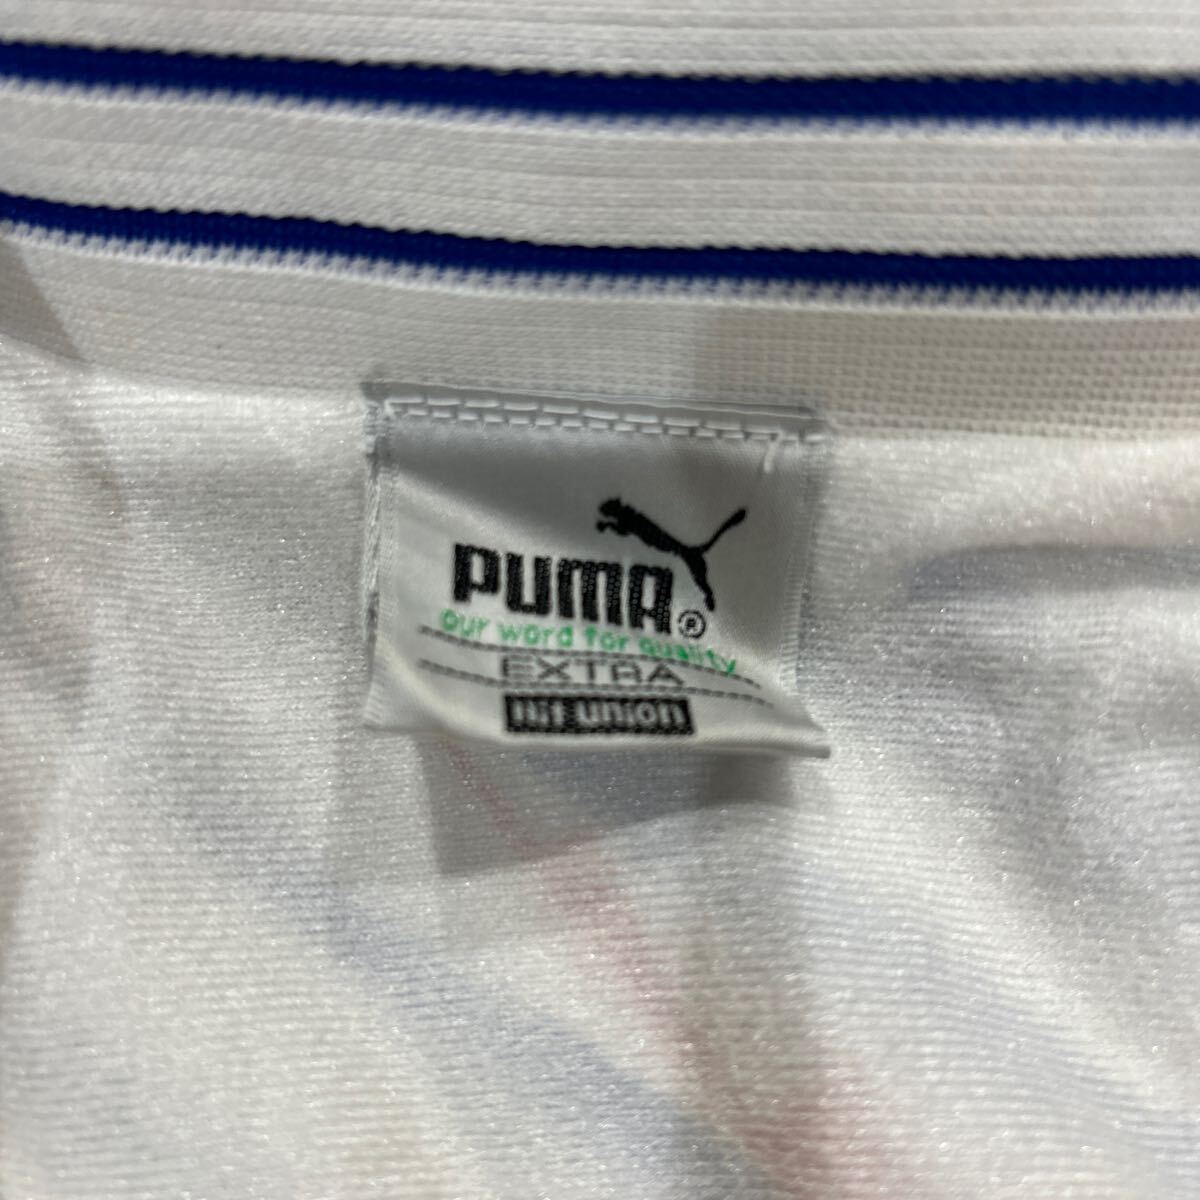 PUMA®
our word for quality
EXTRA
Hit union